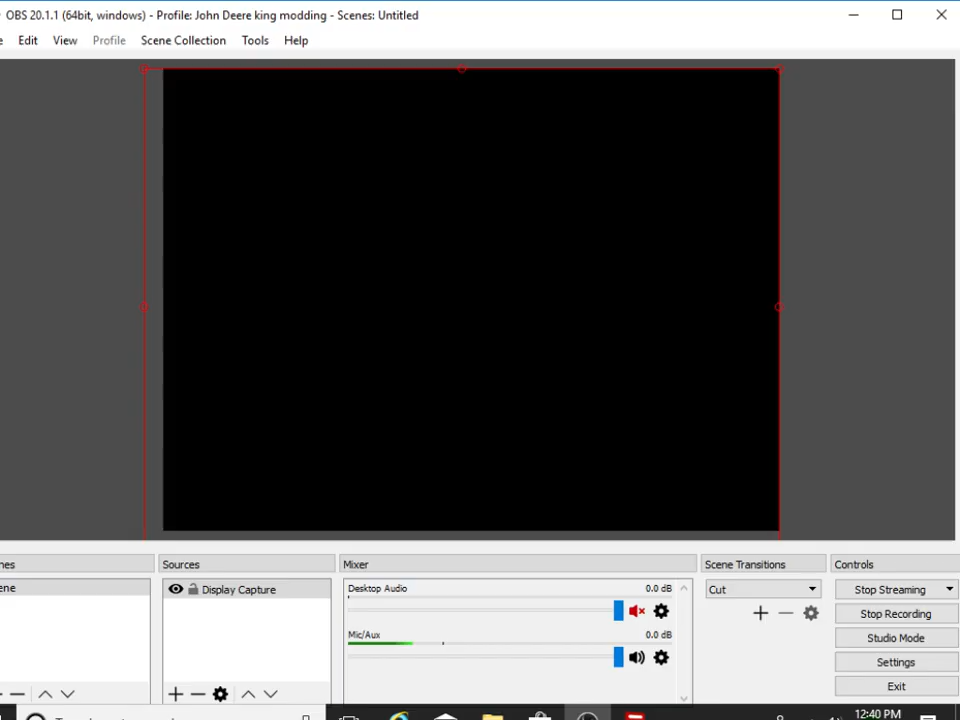 OBS 20.1.1 (64bit, windows) - Profile: John Deere king modding - Scenes: Untitled
Edit View Profile Scene Collection Tools Help
Sources
Mixer
Scene Transitions
Controls
Display Capture
Desktop Audio 0.0 dB
Mic/Aux 0.0 dB
Cut
Stop Streaming
Stop Recording
Studio Mode
Settings
Exit
12:40 PM